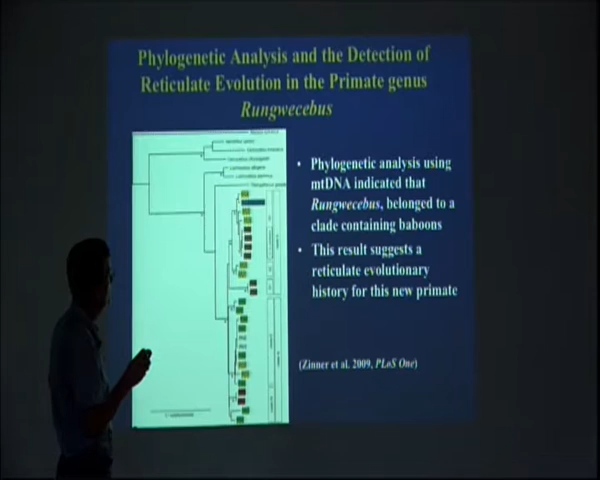 Phylogenetic Analysis and the Detection of
Reticulate Evolution in the Primate genus
Rungwecebus
• Phylogenetic analysis using
mtDNA indicated that
Rungwecebus, belonged to a
clade containing baboons
• This result suggests a
reticulate evolutionary
history for this new primate
(Zinner et al. 2009, PLoS One)